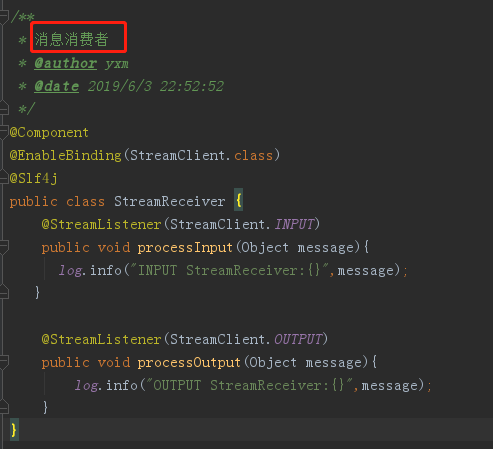 /**
* 消息消费者
* @author yxm
* @date 2019/6/3 22:52:52
*/
@Component
@EnableBinding(StreamClient.class)
@Slf4j
public class StreamReceiver {
@StreamListener(StreamClient.INPUT)
public void processInput(Object message){
log.info("INPUT StreamReceiver:{}",message);
}
@StreamListener(StreamClient.OUTPUT)
public void processOutput(Object message){
log.info("OUTPUT StreamReceiver:{}",message);
}
}